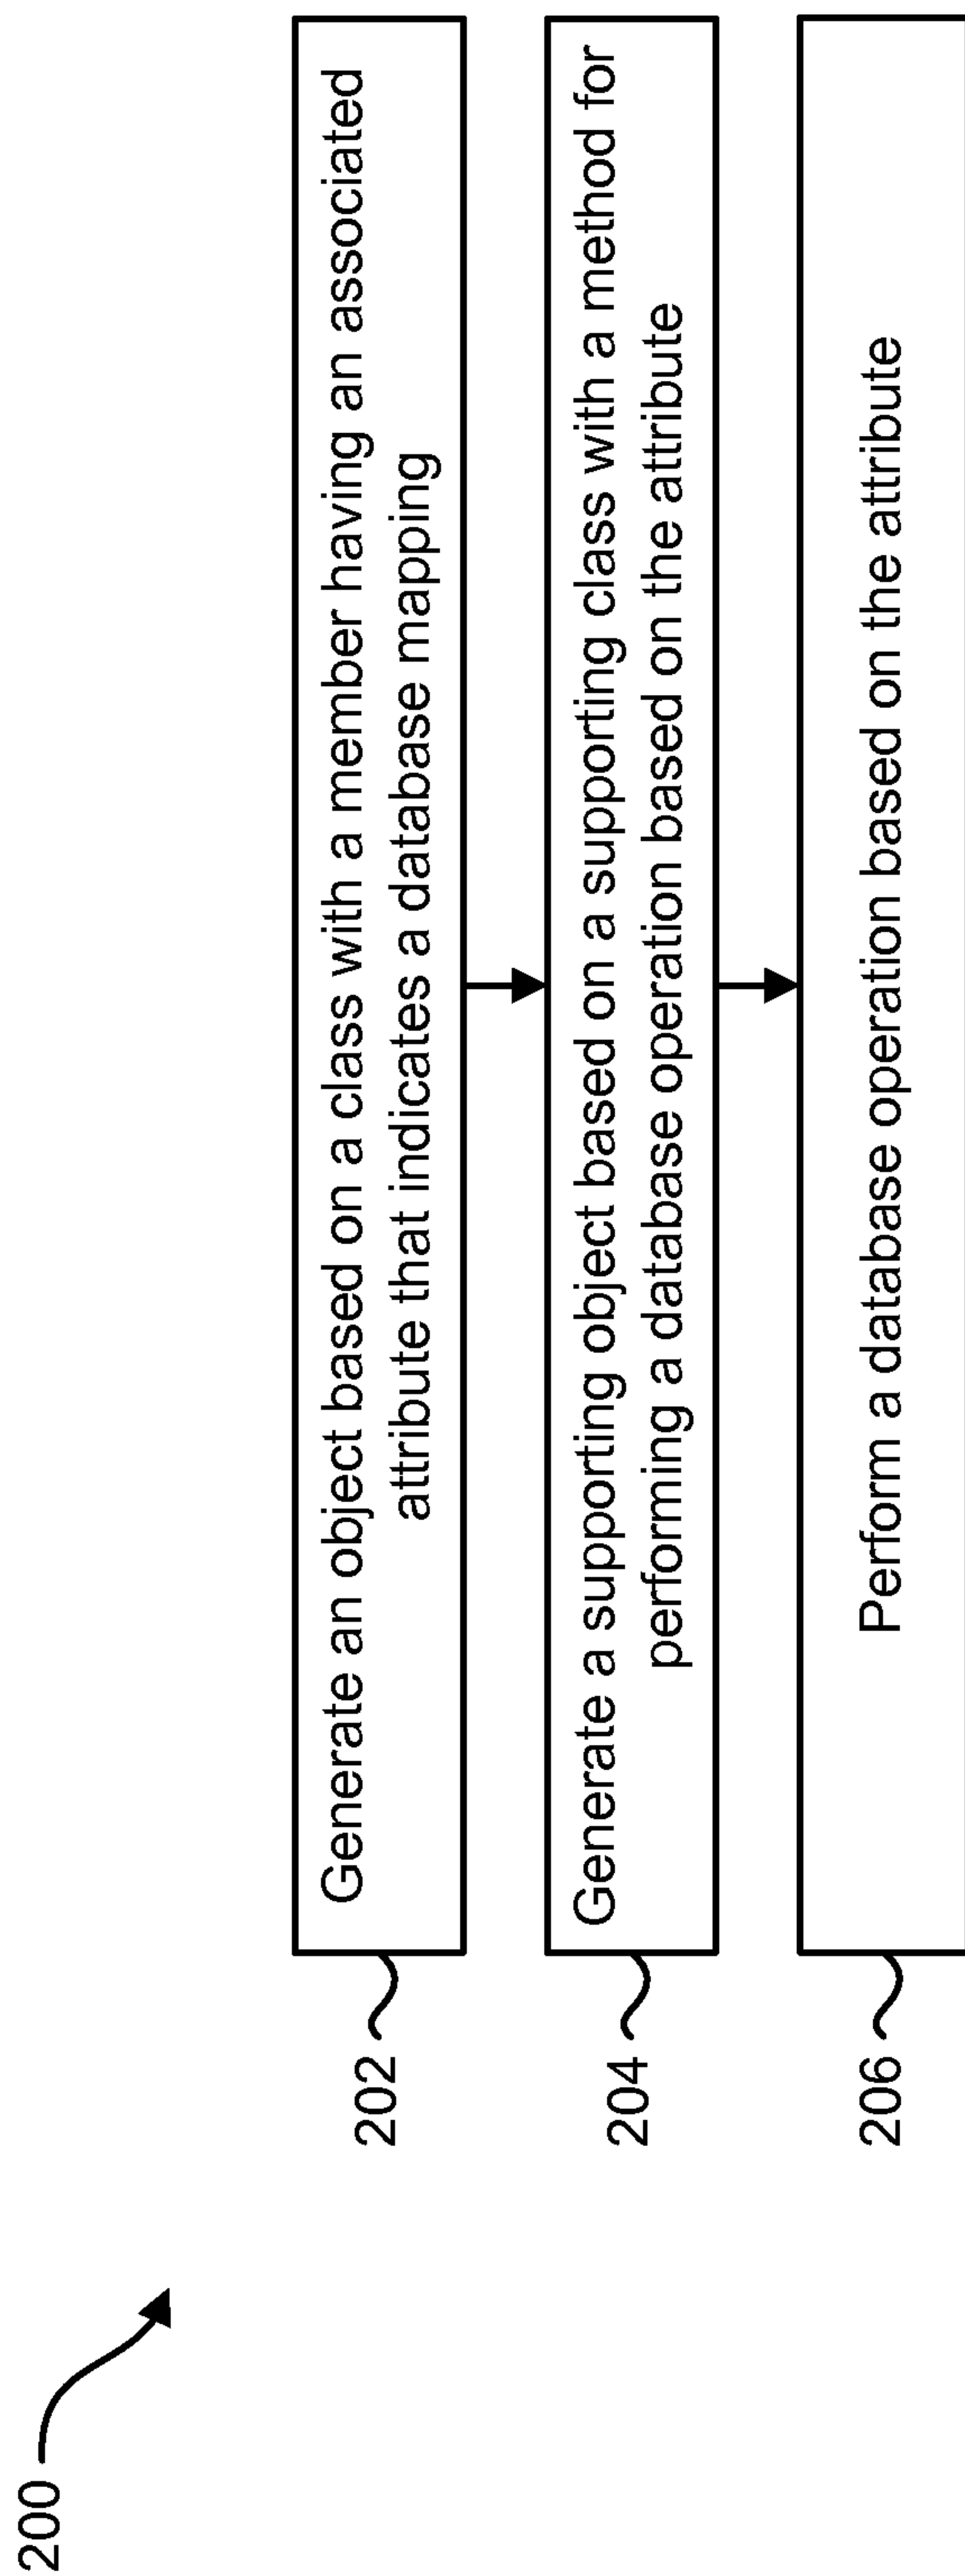 200
202
Generate an object based on a class with a member having an associated
attribute that indicates a database mapping
204
Generate a supporting object based on a supporting class with a method for
performing a database operation based on the attribute
206
Perform a database operation based on the attribute